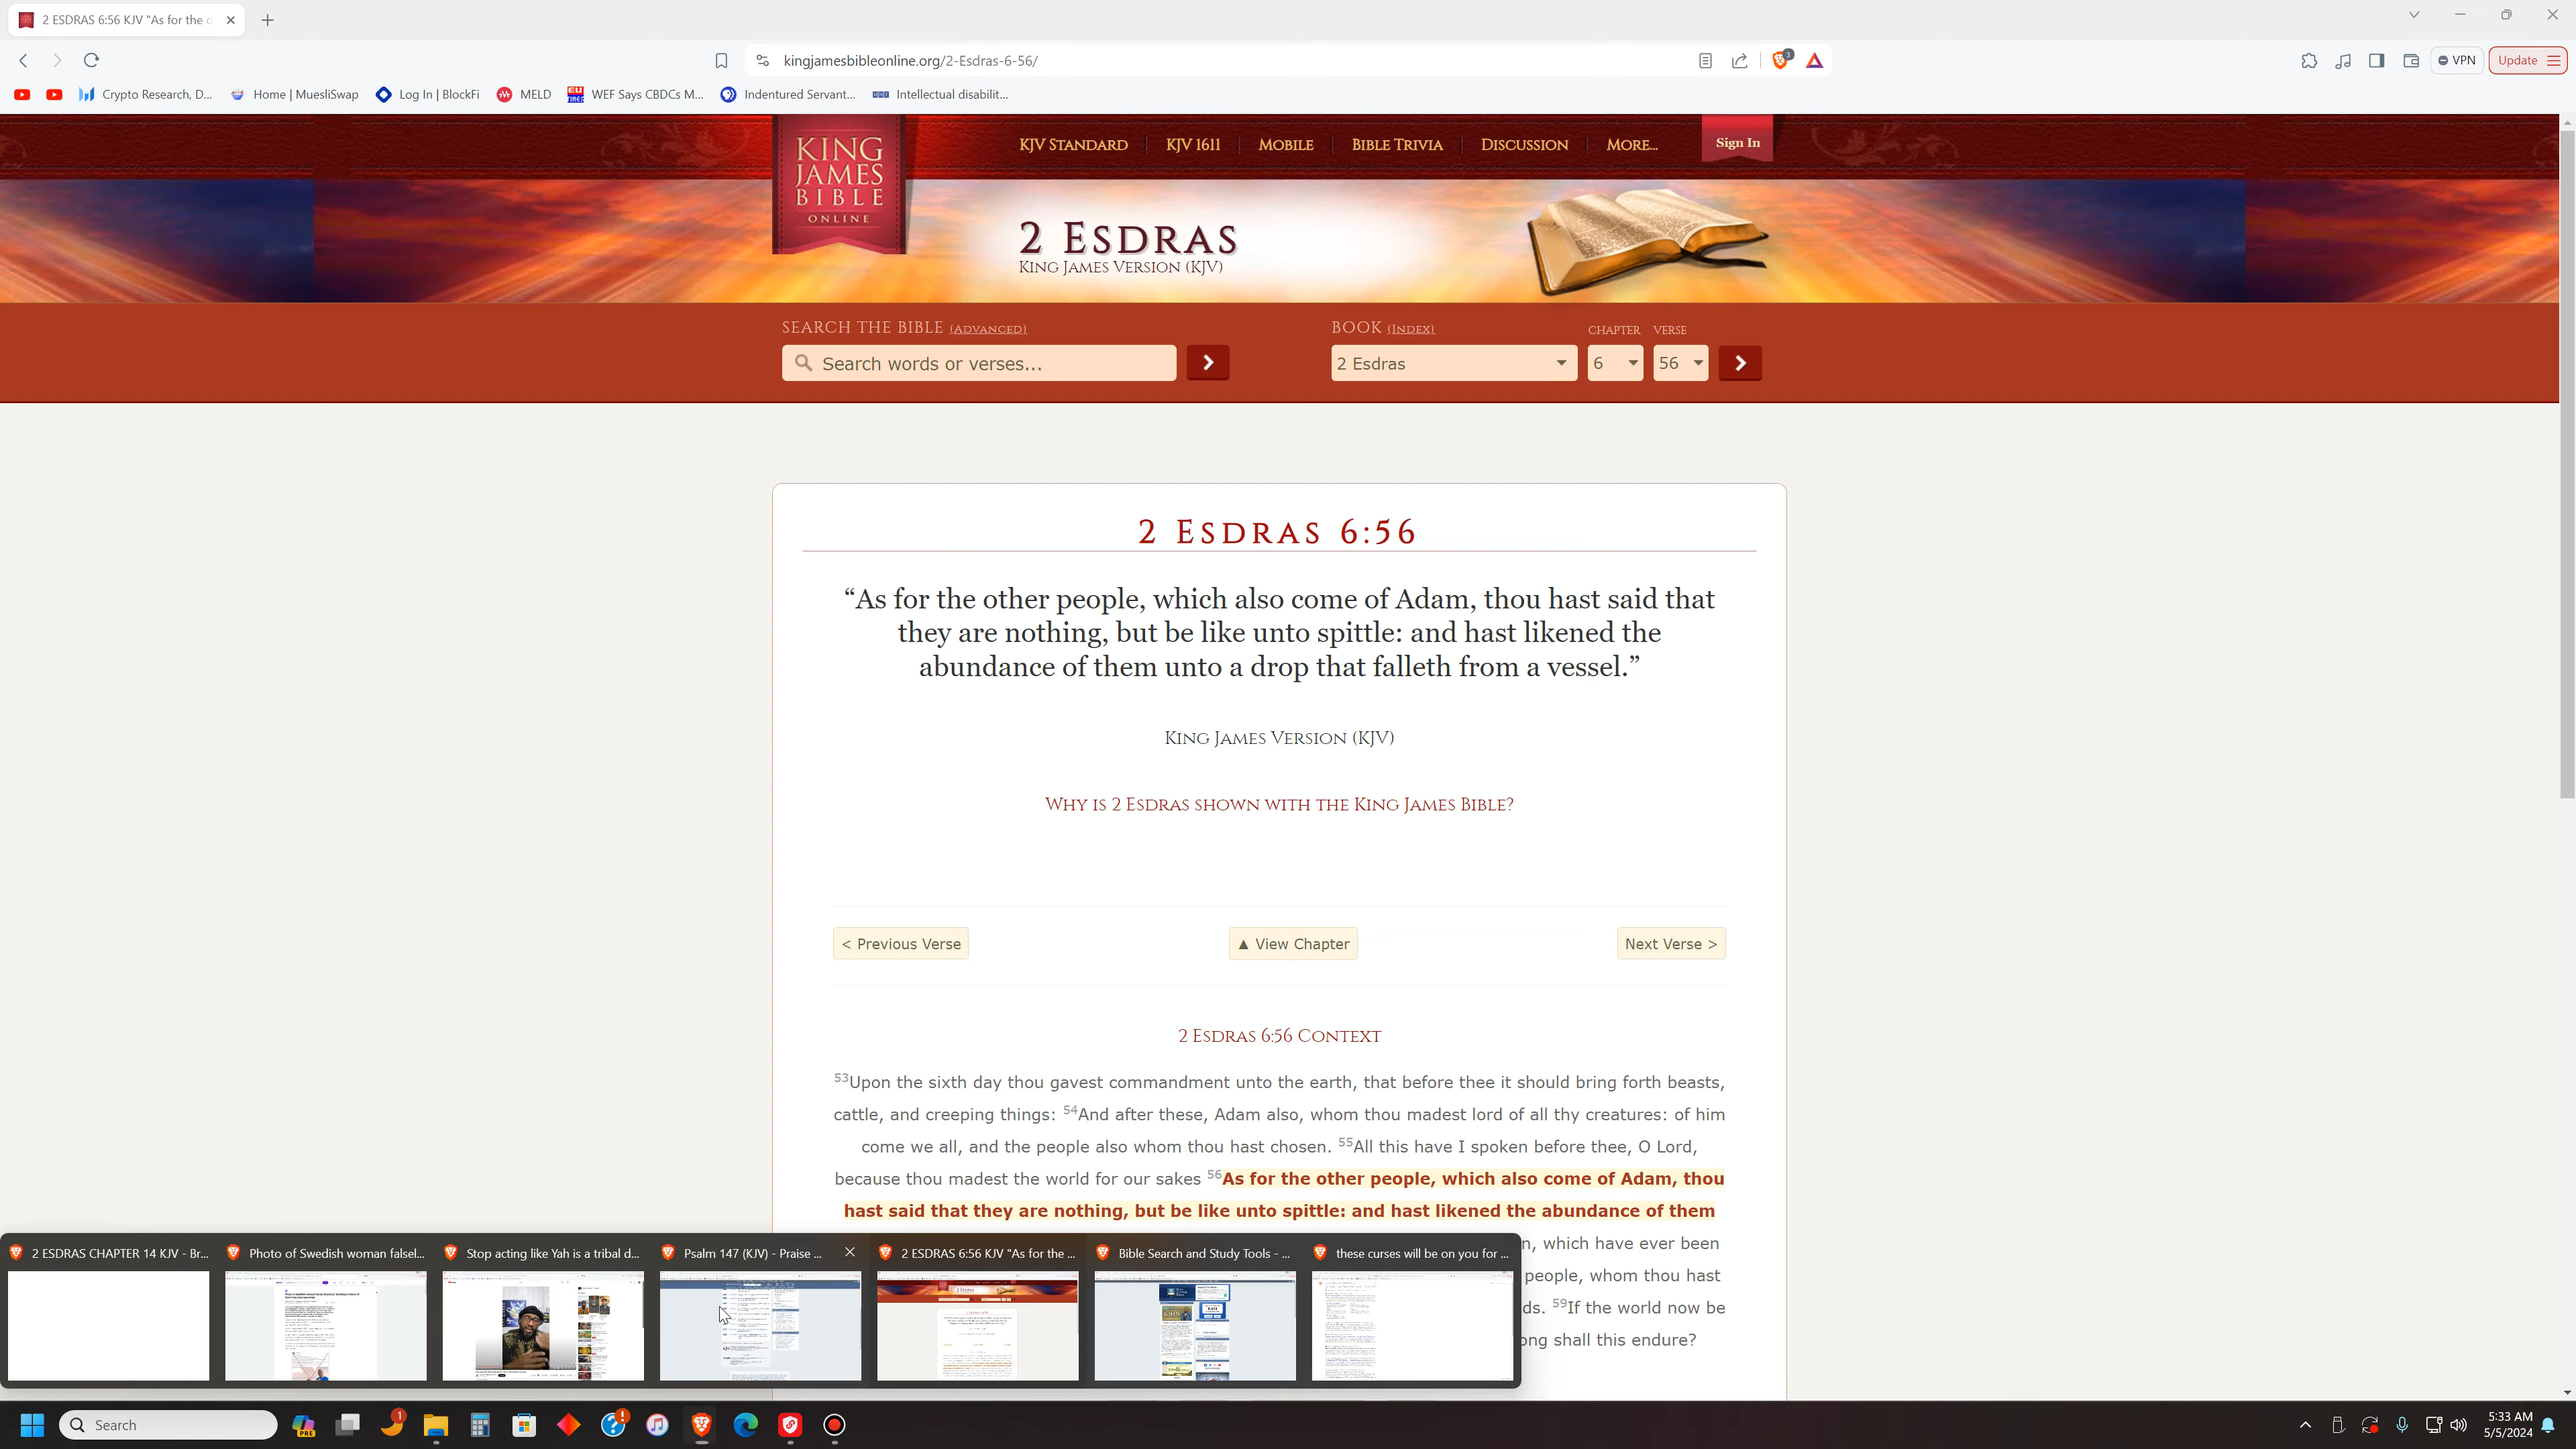 2 ESDRAS 6:56 KJV "As for the o
kingjamesbibleonline.org/2-Esdras-6-56/
3
VPN
Update
Crypto Research, D...
Home | MuesliSwap
Log In | BlockFi
MELD
WEF Says CBDCs M...
Indentured Servant...
Intellectual disabilit...
KING JAMES BIBLE ONLINE
KJV STANDARD
KJV 1611
MOBILE
BIBLE TRIVIA
DISCUSSION
MORE...
Sign In
2 ESDRAS
KING JAMES VERSION (KJV)
SEARCH THE BIBLE (ADVANCED)
BOOK (INDEX)
CHAPTER
VERSE
Search words or verses...
2 Esdras
6
56
2 ESDRAS 6:56
“As for the other people, which also come of Adam, thou hast said that
they are nothing, but be like unto spittle: and hast likened the
abundance of them unto a drop that falleth from a vessel.”
KING JAMES VERSION (KJV)
WHY IS 2 ESDRAS SHOWN WITH THE KING JAMES BIBLE?
< Previous Verse
▲ View Chapter
Next Verse >
2 ESDRAS 6:56 CONTEXT
53Upon the sixth day thou gavest commandment unto the earth, that before thee it should bring forth beasts,
cattle, and creeping things: 54And after these, Adam also, whom thou madest lord of all thy creatures: of him
come we all, and the people also whom thou hast chosen. 55All this have I spoken before thee, O Lord,
because thou madest the world for our sakes 56As for the other people, which also come of Adam, thou
hast said that they are nothing, but be like unto spittle: and hast likened the abundance of them
n, which have ever been
people, whom thou hast
ds. 59If the world now be
ong shall this endure?
2 ESDRAS CHAPTER 14 KJV - Br...
Photo of Swedish woman falsel...
Stop acting like Yah is a tribal d...
Psalm 147 (KJV) - Praise ...
2 ESDRAS 6:56 KJV "As for the ...
Bible Search and Study Tools - ...
these curses will be on you for ...
Search
PRE
1
5:33 AM
5/5/2024